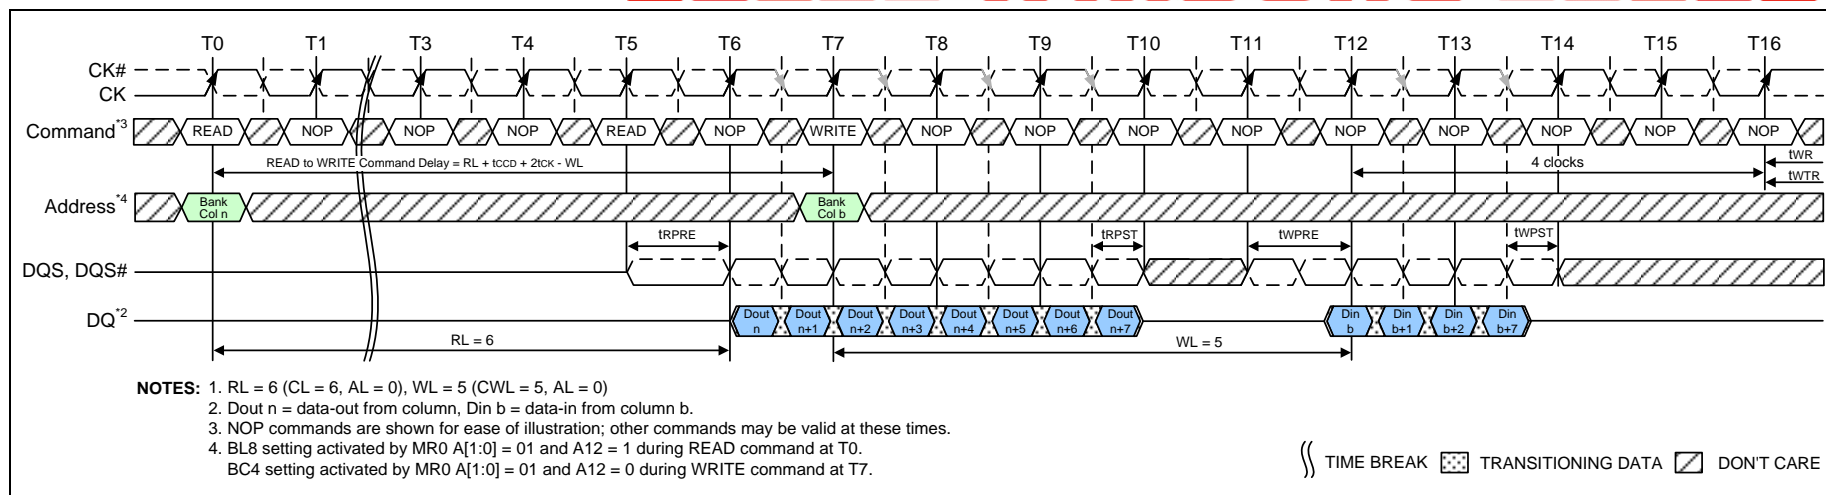 T0 T1 T3 T4 T5 T6 T7 T8 T9 T10 T11 T12 T13 T14 T15 T16
CK#
CK
Command*3 READ NOP NOP NOP READ NOP WRITE NOP NOP NOP NOP NOP NOP NOP NOP NOP
READ to WRITE Command Delay = RL + tCCD + 2tCK - WL
4 clocks
tWR
tWTR
Address*4 Bank Col n Bank Col b
tRPRE tRPST tWPRE tWPST
DQS, DQS#
DQ*2 Dout n Dout n+1 Dout n+2 Dout n+3 Dout n+4 Dout n+5 Dout n+6 Dout n+7 Din b Din b+1 Din b+2 Din b+7
RL = 6 WL = 5
NOTES: 1. RL = 6 (CL = 6, AL = 0), WL = 5 (CWL = 5, AL = 0)
2. Dout n = data-out from column, Din b = data-in from column b.
3. NOP commands are shown for ease of illustration; other commands may be valid at these times.
4. BL8 setting activated by MR0 A[1:0] = 01 and A12 = 1 during READ command at T0.
BC4 setting activated by MR0 A[1:0] = 01 and A12 = 0 during WRITE command at T7.
TIME BREAK TRANSITIONING DATA DON'T CARE